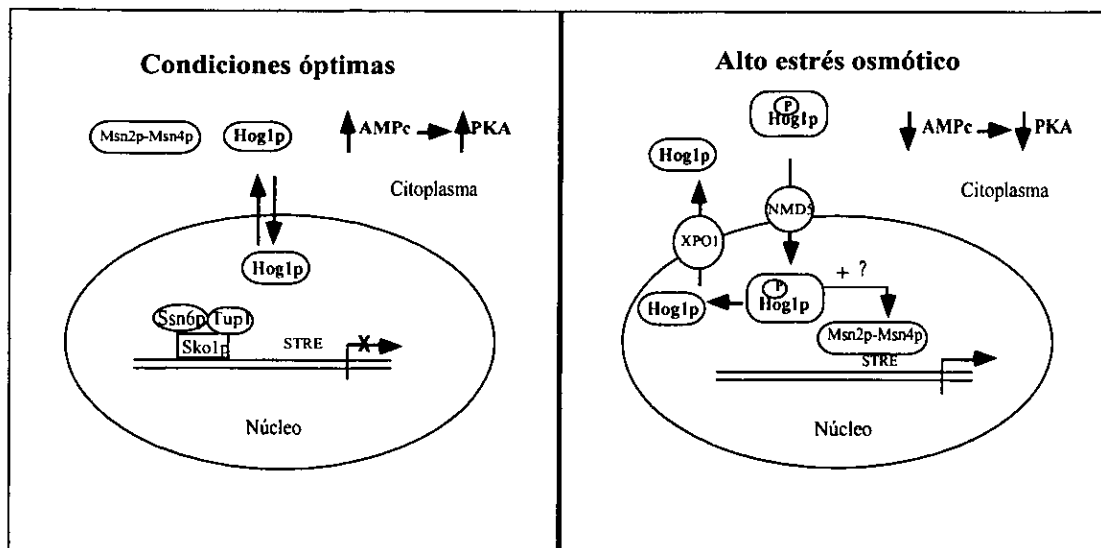 Condiciones óptimas
Msn2p-Msn4p
Hog1p
AMPc
PKA
Citoplasma
Hog1p
Ssn6p
Tup1
Sko1p
STRE
X
Núcleo
Alto estrés osmótico
P
Hog1p
AMPc
PKA
Hog1p
Citoplasma
NMD5
XPO1
+ ?
P
Hog1p
Hog1p
Msn2p-Msn4p
STRE
Núcleo